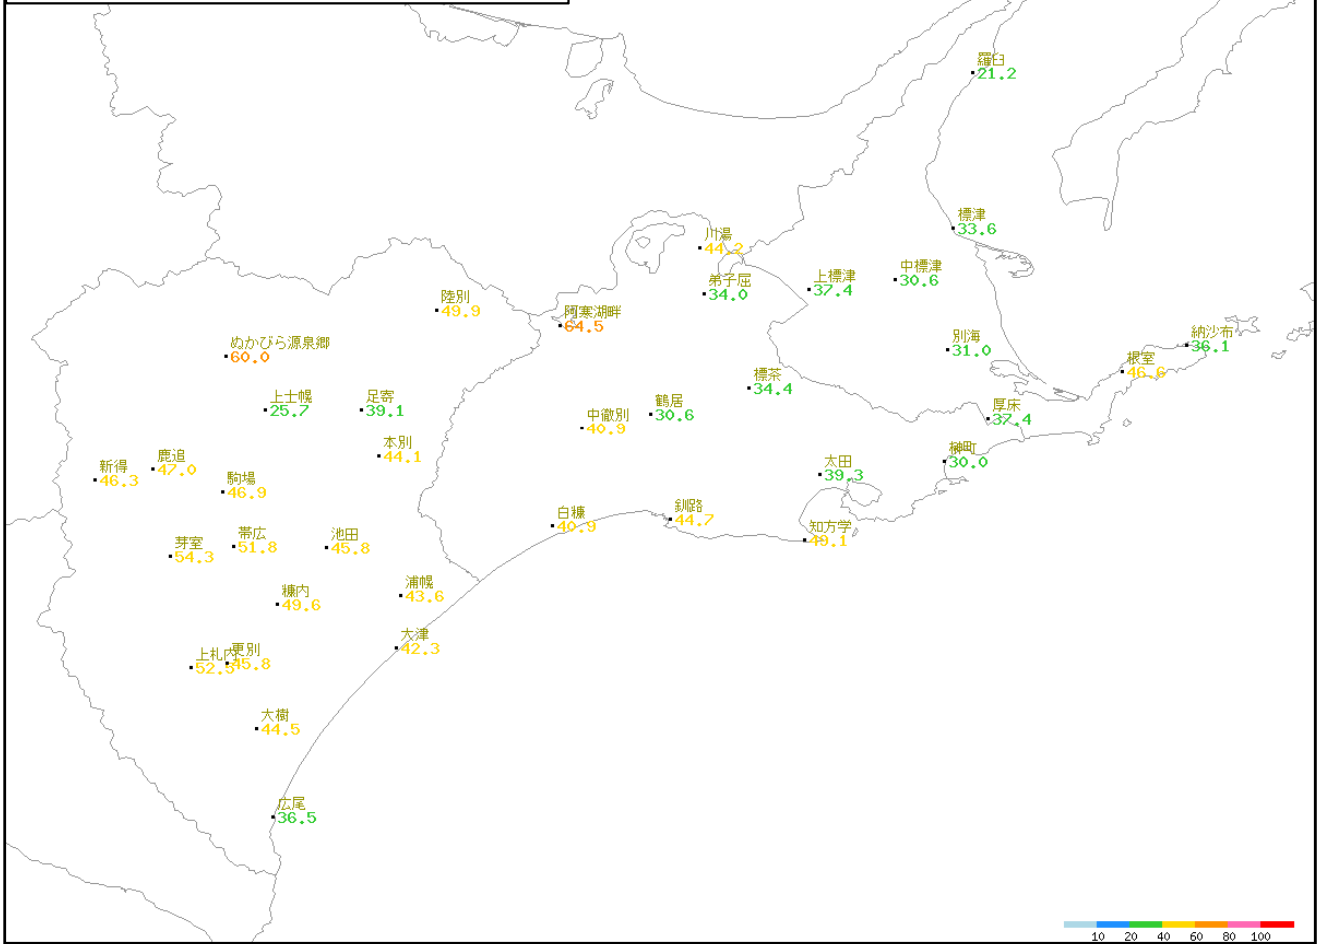 羅臼
21.2
標津
33.6
川湯
44.2
中標津
30.6
上標津
37.4
弟子屈
34.0
陸別
49.9
阿寒湖畔
64.5
納沙布
36.1
ぬかびら源泉郷
60.0
別海
31.0
根室
46.6
標茶
34.4
上士幌
25.7
足寄
39.1
鶴居
30.6
厚床
37.4
中徹別
40.9
本別
44.1
榊町
30.0
鹿追
47.0
新得
46.3
太田
39.3
駒場
46.9
白糠
40.9
釧路
44.7
知方学
49.1
帯広
51.8
池田
45.8
芽室
54.3
浦幌
43.6
糠内
49.6
大津
42.3
更別
45.8
上札内
52.5
大樹
44.5
広尾
36.5
10 20 40 60 80 100